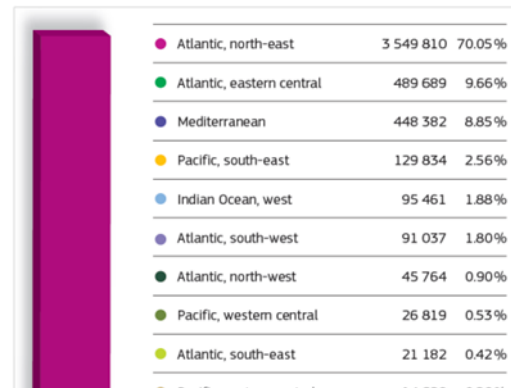 Atlantic, north-east 3 549 810 70.05%
Atlantic, eastern central 489 689 9.66%
Mediterranean 448 382 8.85%
Pacific, south-east 129 834 2.56%
Indian Ocean, west 95 461 1.88%
Atlantic, south-west 91 037 1.80%
Atlantic, north-west 45 764 0.90%
Pacific, western central 26 819 0.53%
Atlantic, south-east 21 182 0.42%